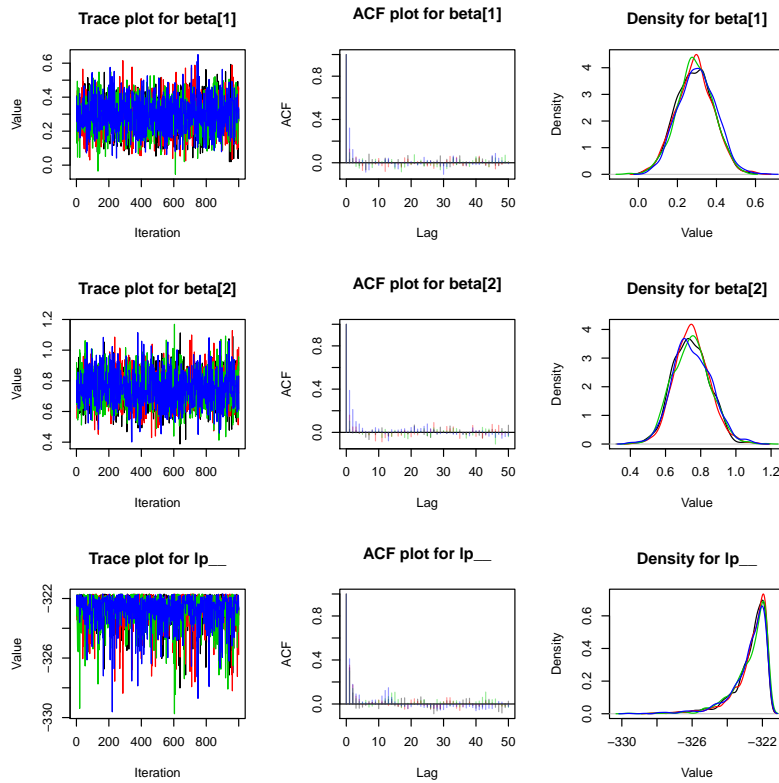 Trace plot for beta[1]
ACF plot for beta[1]
Density for beta[1]
Value
0.0 0.2 0.4 0.6
0 200 400 600 800
Iteration
ACF
0.0 0.4 0.8
0 10 20 30 40 50
Lag
Density
0 1 2 3 4
0.0 0.2 0.4 0.6
Value
Trace plot for beta[2]
ACF plot for beta[2]
Density for beta[2]
Value
0.4 0.6 0.8 1.0 1.2
0 200 400 600 800
Iteration
ACF
0.0 0.4 0.8
0 10 20 30 40 50
Lag
Density
0 1 2 3 4
0.4 0.6 0.8 1.0 1.2
Value
Trace plot for lp__
ACF plot for lp__
Density for lp__
Value
−330 −326 −322
0 200 400 600 800
Iteration
ACF
0.0 0.4 0.8
0 10 20 30 40 50
Lag
Density
0.0 0.2 0.4 0.6
−330 −326 −322
Value